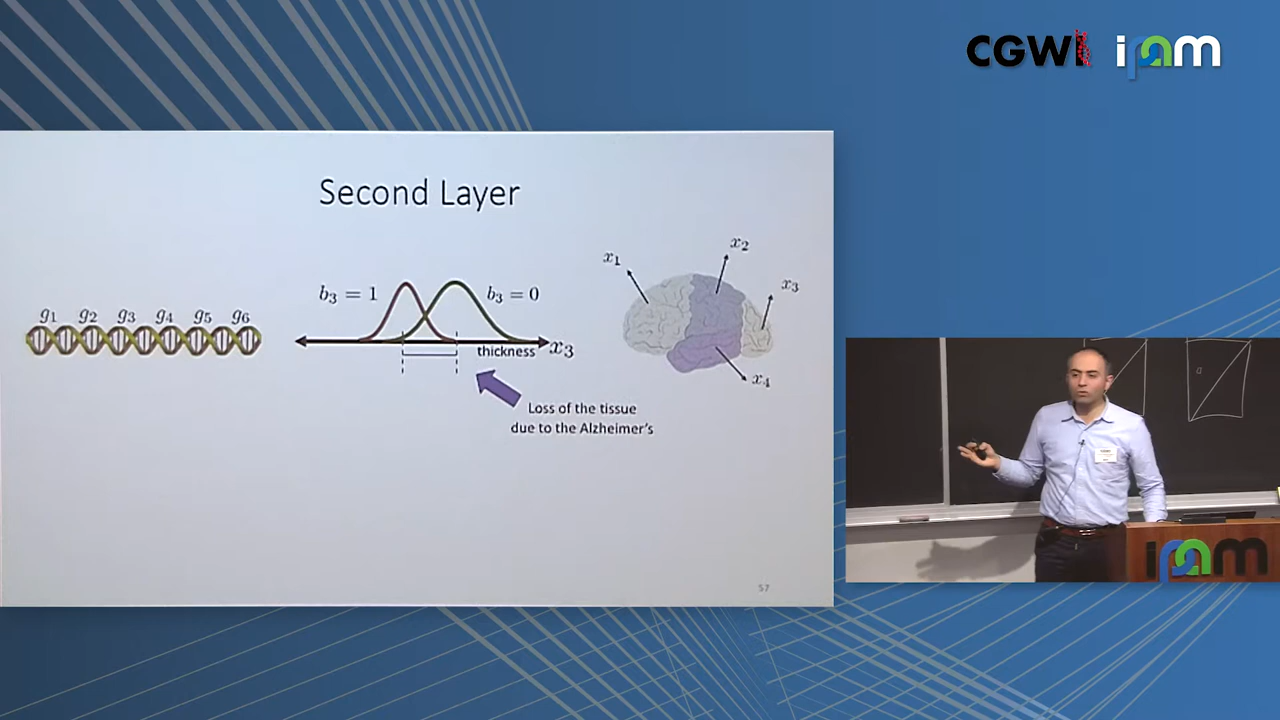 CGWI ipam
Second Layer
x₂
x₁
x₃
b₃ = 1
b₃ = 0
g₁ g₂ g₃ g₄ g₅ g₆
thickness x₃
x₄
Loss of the tissue
due to the Alzheimer's
57
ipam